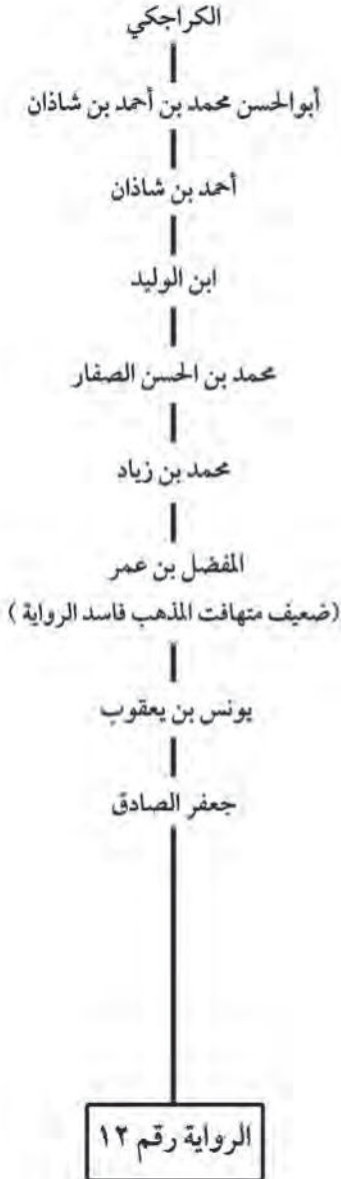 الكراجكي
أبوالحسن محمد بن أحمد بن شاذان
أحمد بن شاذان
ابن الوليد
محمد بن الحسن الصفار
محمد بن زياد
المفضل بن عمر
(ضعيف متهافت المذهب فاسد الرواية )
يونس بن يعقوب
جعفر الصادق
الرواية رقم ١٢